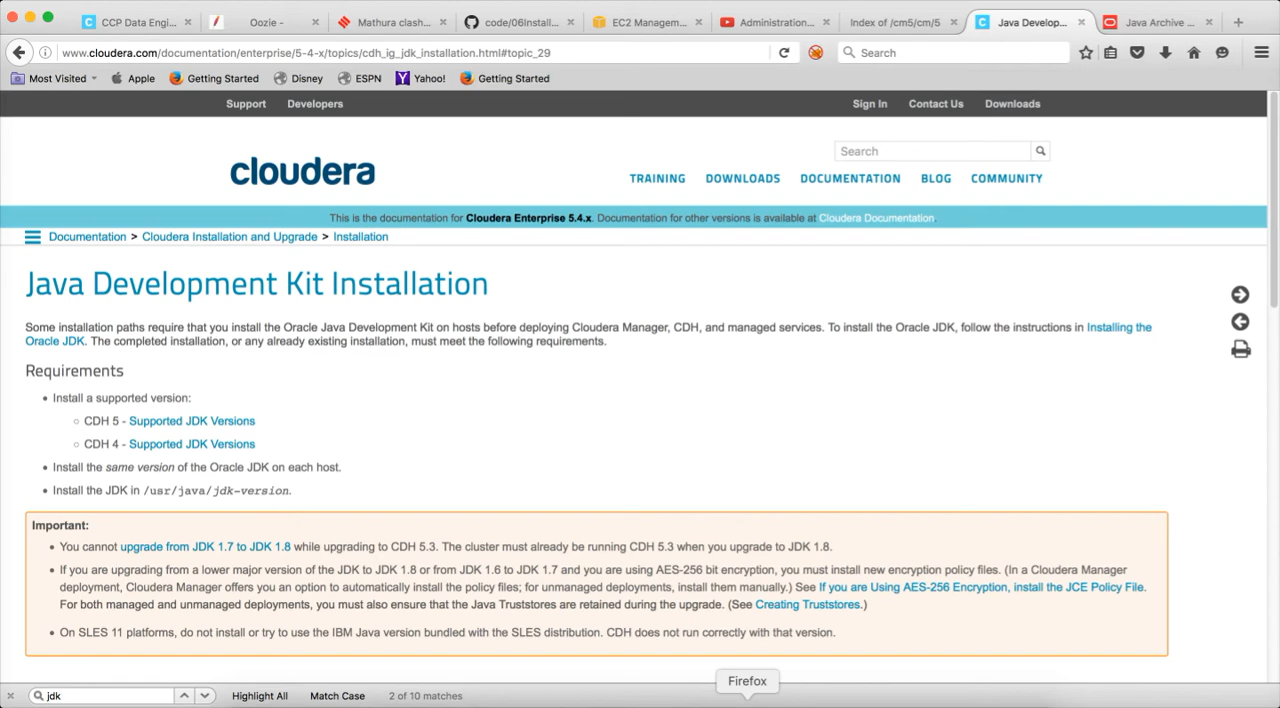 CCP Data Engi...
Oozie -
Mathura clash...
code/06Install...
EC2 Managem...
Administration...
Index of /cm5/cm/5
Java Develop...
Java Archive ...
www.cloudera.com/documentation/enterprise/5-4-x/topics/cdh_ig_jdk_installation.html#topic_29
Search
Most Visited
Apple
Getting Started
Disney
ESPN
Yahoo!
Getting Started
Support
Developers
Sign In
Contact Us
Downloads
Search
cloudera
TRAINING
DOWNLOADS
DOCUMENTATION
BLOG
COMMUNITY
This is the documentation for Cloudera Enterprise 5.4.x. Documentation for other versions is available at Cloudera Documentation.
Documentation > Cloudera Installation and Upgrade > Installation
Java Development Kit Installation
Some installation paths require that you install the Oracle Java Development Kit on hosts before deploying Cloudera Manager, CDH, and managed services. To install the Oracle JDK, follow the instructions in Installing the
Oracle JDK. The completed installation, or any already existing installation, must meet the following requirements.
Requirements
• Install a supported version:
○ CDH 5 - Supported JDK Versions
○ CDH 4 - Supported JDK Versions
• Install the same version of the Oracle JDK on each host.
• Install the JDK in /usr/java/jdk-version.
Important:
• You cannot upgrade from JDK 1.7 to JDK 1.8 while upgrading to CDH 5.3. The cluster must already be running CDH 5.3 when you upgrade to JDK 1.8.
• If you are upgrading from a lower major version of the JDK to JDK 1.8 or from JDK 1.6 to JDK 1.7 and you are using AES-256 bit encryption, you must install new encryption policy files. (In a Cloudera Manager
deployment, Cloudera Manager offers you an option to automatically install the policy files; for unmanaged deployments, install them manually.) See If you are Using AES-256 Encryption, install the JCE Policy File.
For both managed and unmanaged deployments, you must also ensure that the Java Truststores are retained during the upgrade. (See Creating Truststores.)
• On SLES 11 platforms, do not install or try to use the IBM Java version bundled with the SLES distribution. CDH does not run correctly with that version.
Firefox
jdk
Highlight All
Match Case
2 of 10 matches